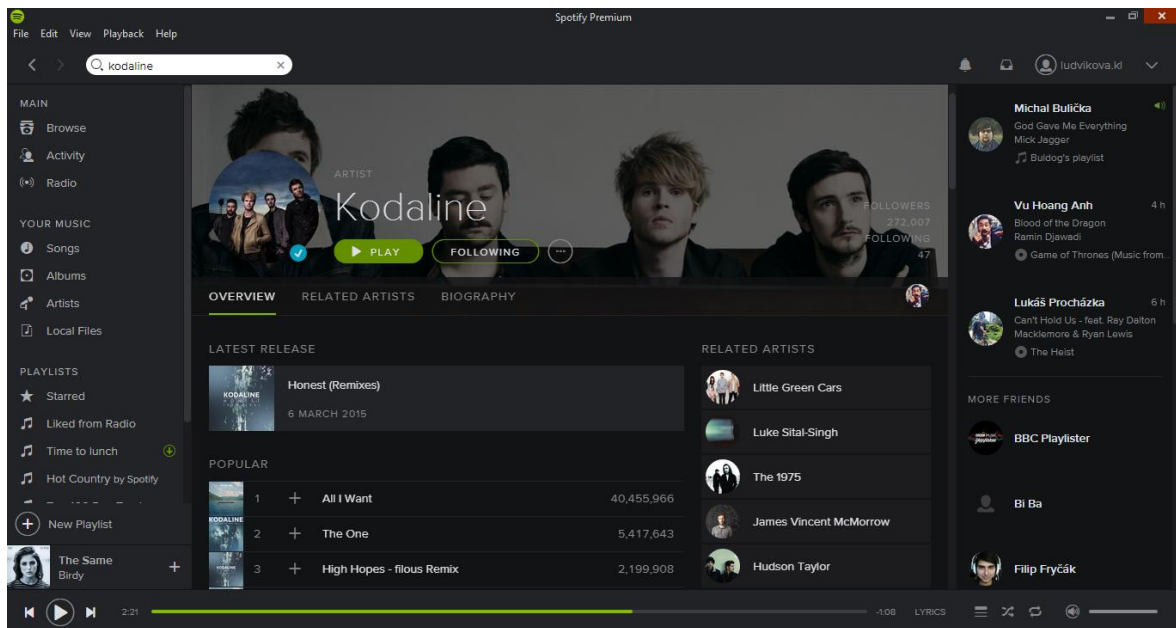 Spotify Premium
File Edit View Playback Help
kodaline
ludvikova.kl
MAIN
Browse
Activity
Radio
YOUR MUSIC
Songs
Albums
Artists
Local Files
PLAYLISTS
Starred
Liked from Radio
Time to lunch
Hot Country by Spotify
New Playlist
The Same
Birdy
ARTIST
Kodaline
PLAY FOLLOWING
FOLLOWERS
272,007
FOLLOWING
47
OVERVIEW RELATED ARTISTS BIOGRAPHY
LATEST RELEASE
KODALINE
Honest (Remixes)
6 MARCH 2015
POPULAR
1 All I Want 40,455,966
KODALINE
2 The One 5,417,643
3 High Hopes - filous Remix 2,199,908
RELATED ARTISTS
Little Green Cars
Luke Sital-Singh
The 1975
James Vincent McMorrow
Hudson Taylor
Michal Bulička
God Gave Me Everything
Mick Jagger
Buldog's playlist
Vu Hoang Anh 4 h
Blood of the Dragon
Ramin Djawadi
Game of Thrones (Music from...
Lukáš Procházka 6 h
Can't Hold Us - feat. Ray Dalton
Macklemore & Ryan Lewis
The Heist
MORE FRIENDS
BBC Playlister
Bi Ba
Filip Fryčák
2:21 -1:08 LYRICS